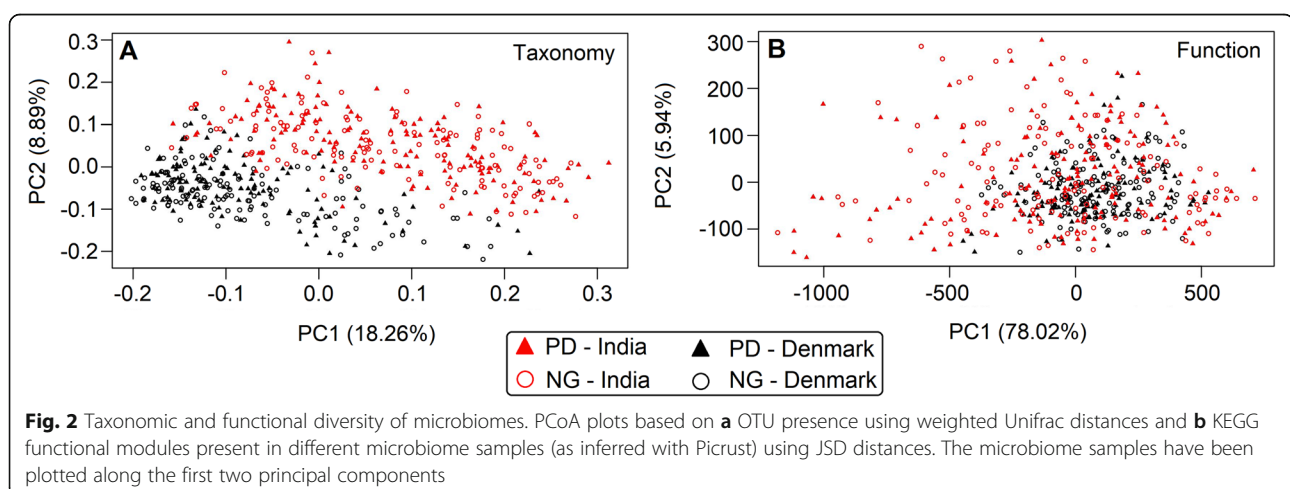 A
Taxonomy
0.3
0.2
0.1
0.0
-0.1
-0.2
PC2 (8.89%)
-0.2 -0.1 0.0 0.1 0.2 0.3
PC1 (18.26%)
B
Function
300
200
100
0
-100
PC2 (5.94%)
-1000 -500 0 500
PC1 (78.02%)
PD - India PD - Denmark
NG - India NG - Denmark
Fig. 2 Taxonomic and functional diversity of microbiomes. PCoA plots based on a OTU presence using weighted Unifrac distances and b KEGG
functional modules present in different microbiome samples (as inferred with Picrust) using JSD distances. The microbiome samples have been
plotted along the first two principal components